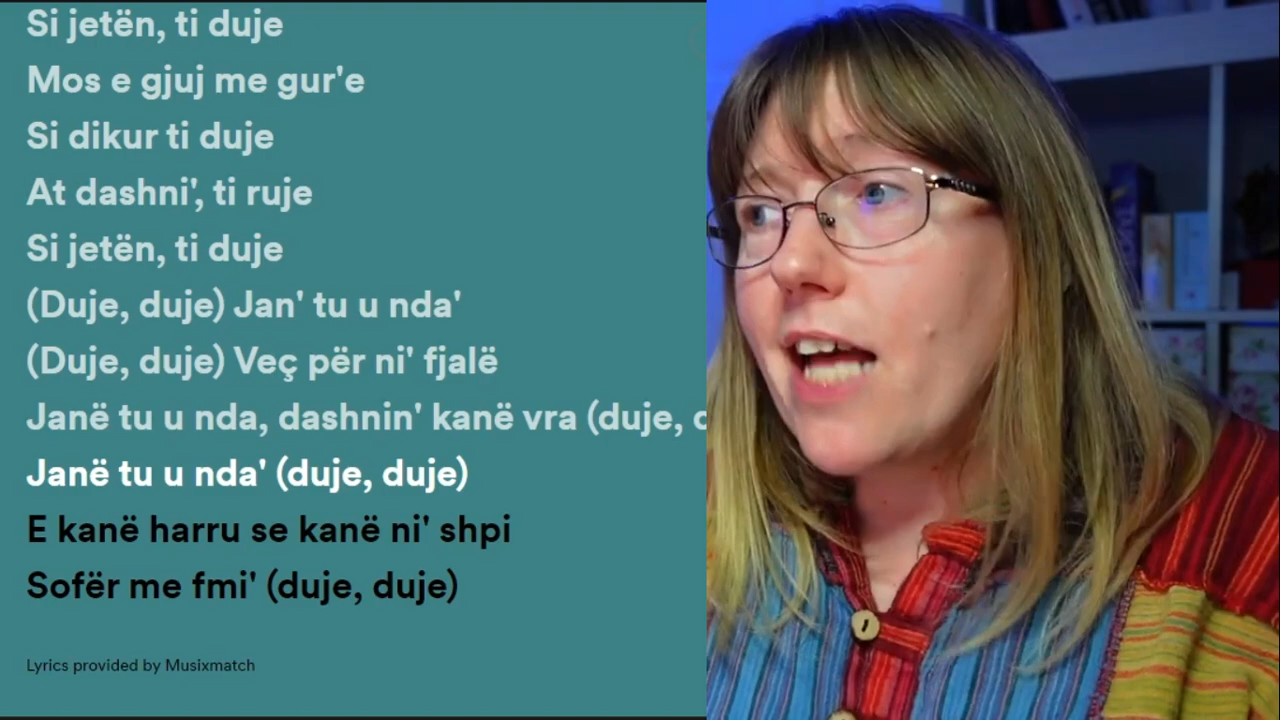 Si jetën, ti duje
Mos e gjuj me gur'e
Si dikur ti duje
At dashni', ti ruje
Si jetën, ti duje
(Duje, duje) Jan' tu u nda'
(Duje, duje) Veç për ni' fjalë
Janë tu u nda, dashnin' kanë vra (duje,
Janë tu u nda' (duje, duje)
E kanë harru se kanë ni' shpi
Sofër me fmi' (duje, duje)
Lyrics provided by Musixmatch